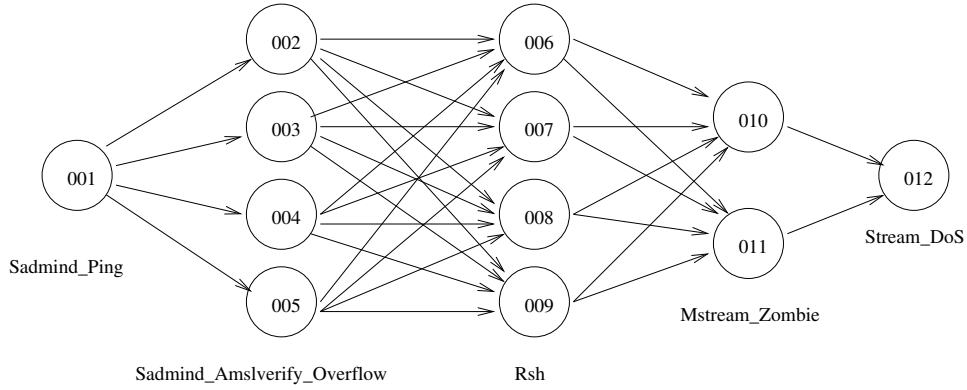 002
006
003
007
010
001
012
004
008
011
Stream_DoS
Sadmind_Ping
005
009
Mstream_Zombie
Sadmind_Amslverify_Overflow
Rsh